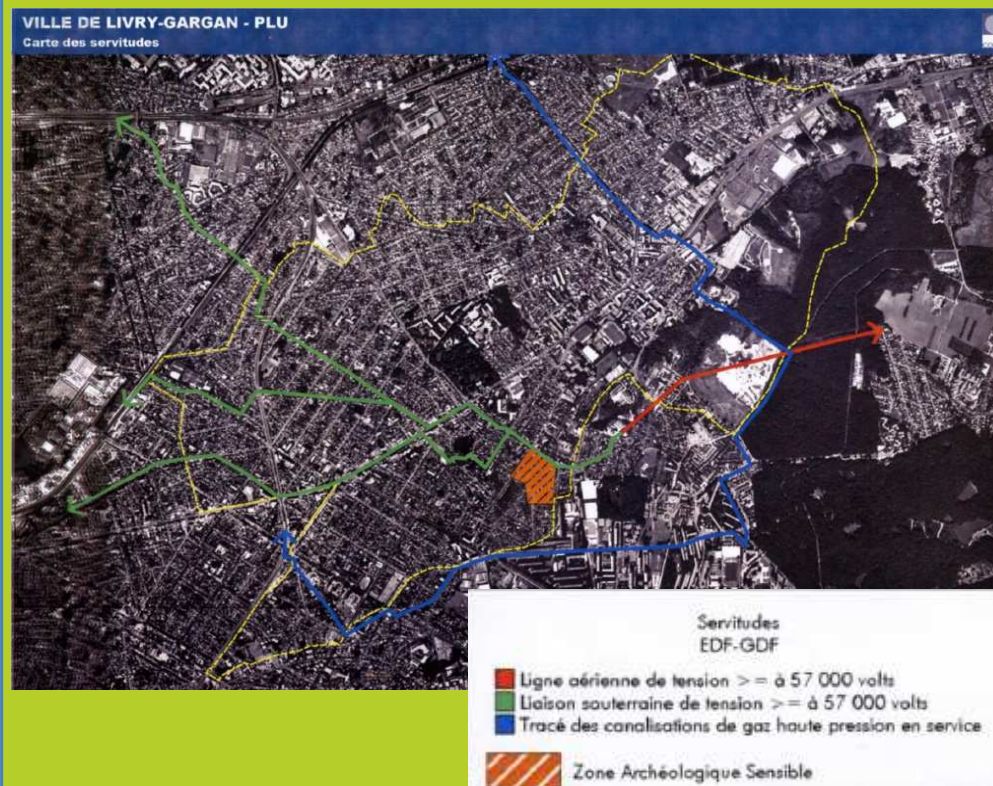 VILLE DE LIVRY-GARGAN - PLU
Carte des servitudes
Servitudes
EDF-GDF
Ligne aérienne de tension >= à 57 000 volts
Liaison souterraine de tension >= à 57 000 volts
Tracé des canalisations de gaz haute pression en service
Zone Archéologique Sensible